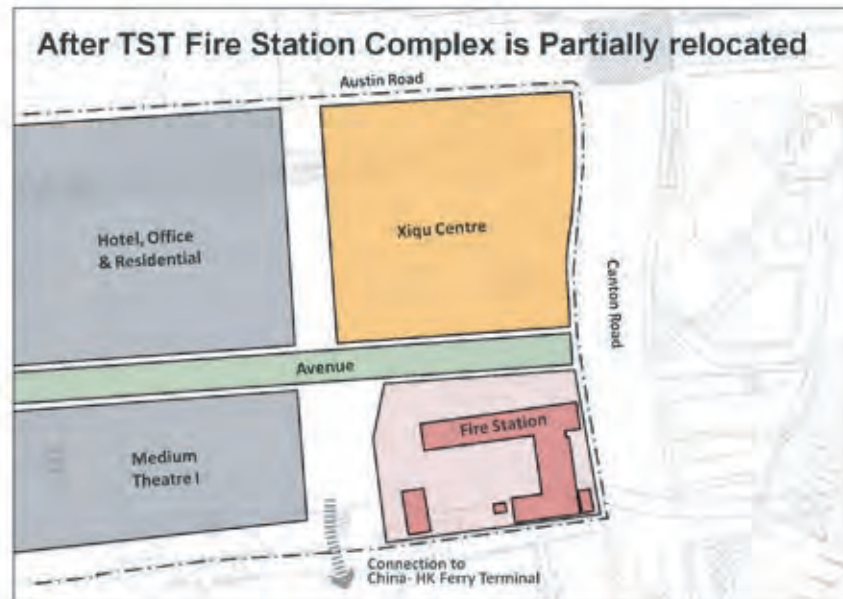 After TST Fire Station Complex is Partially relocated
Austin Road
Hotel, Office
& Residential
Xiqu Centre
Canton Road
Avenue
Fire Station
Medium
Theatre I
Connection to
China- HK Ferry Terminal